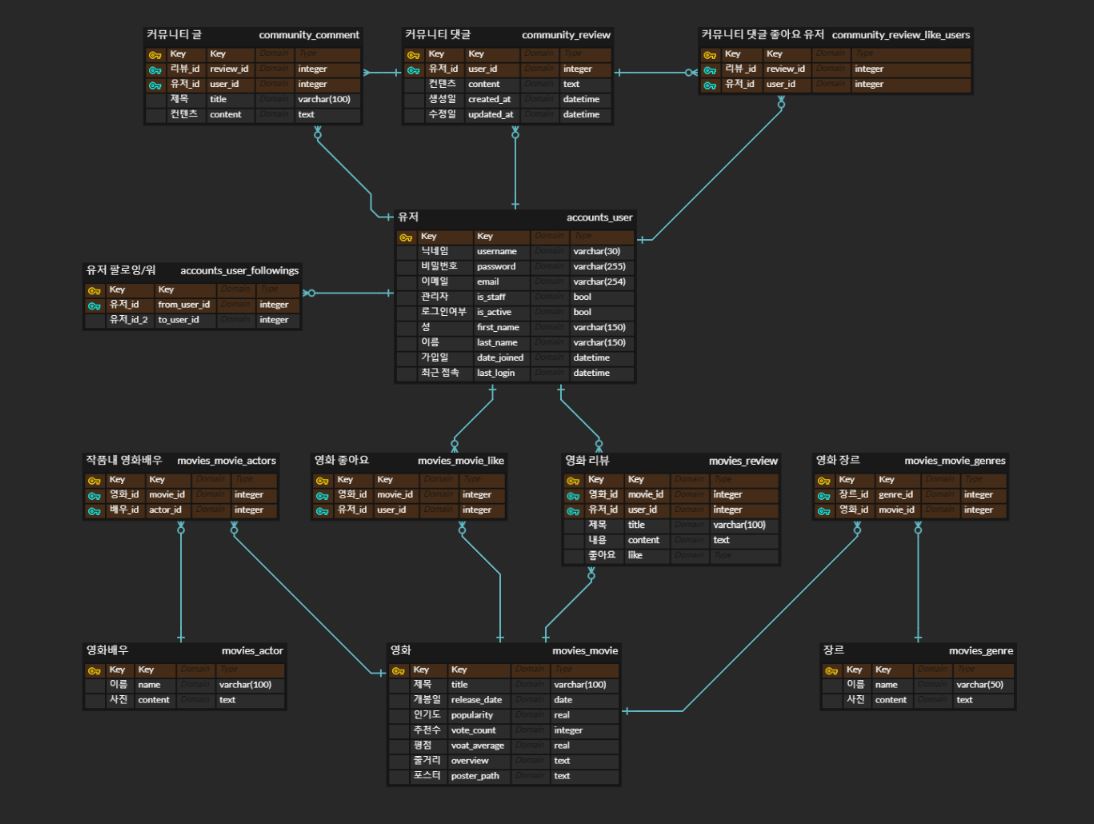 커뮤니티 글 community_comment
Key Key Domain Type
리뷰_id review_id Domain integer
유저_id user_id Domain integer
제목 title Domain varchar(100)
컨텐츠 content Domain text
커뮤니티 댓글 community_review
Key Key Domain Type
유저_id user_id Domain integer
컨텐츠 content Domain text
생성일 created_at Domain datetime
수정일 updated_at Domain datetime
커뮤니티 댓글 좋아요 유저 community_review_like_users
Key Key Domain Type
리뷰_id review_id Domain integer
유저_id user_id Domain integer
유저 accounts_user
Key Key Domain Type
닉네임 username Domain varchar(30)
비밀번호 password Domain varchar(255)
이메일 email Domain varchar(254)
관리자 is_staff Domain bool
로그인여부 is_active Domain bool
성 first_name Domain varchar(150)
이름 last_name Domain varchar(150)
가입일 date_joined Domain datetime
최근 접속 last_login Domain datetime
유저 팔로잉/워 accounts_user_followings
Key Key Domain Type
유저_id from_user_id Domain integer
유저_id_2 to_user_id Domain integer
작품내 영화배우 movies_movie_actors
Key Key Domain Type
영화_id movie_id Domain integer
배우_id actor_id Domain integer
영화 좋아요 movies_movie_like
Key Key Domain Type
영화_id movie_id Domain integer
유저_id user_id Domain integer
영화 리뷰 movies_review
Key Key Domain Type
영화_id movie_id Domain integer
유저_id user_id Domain integer
제목 title Domain varchar(100)
내용 content Domain text
좋아요 like Domain Type
영화 장르 movies_movie_genres
Key Key Domain Type
장르_id genre_id Domain integer
영화_id movie_id Domain integer
영화배우 movies_actor
Key Key Domain Type
이름 name Domain varchar(100)
사진 content Domain text
영화 movies_movie
Key Key Domain Type
제목 title Domain varchar(100)
개봉일 release_date Domain date
인기도 popularity Domain real
추천수 vote_count Domain integer
평점 voat_average Domain real
줄거리 overview Domain text
포스터 poster_path Domain text
장르 movies_genre
Key Key Domain Type
이름 name Domain varchar(50)
사진 content Domain text